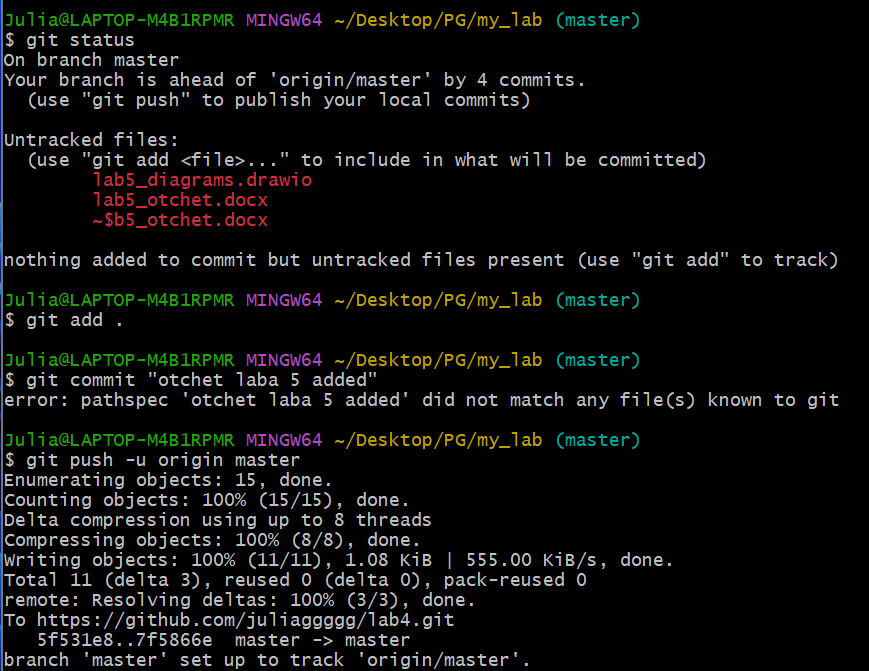 Julia@LAPTOP-M4B1RPMR MINGW64 ~/Desktop/PG/my_lab (master)
$ git status
On branch master
Your branch is ahead of 'origin/master' by 4 commits.
  (use "git push" to publish your local commits)

Untracked files:
  (use "git add <file>..." to include in what will be committed)
        lab5_diagrams.drawio
        lab5_otchet.docx
        ~$b5_otchet.docx

nothing added to commit but untracked files present (use "git add" to track)

Julia@LAPTOP-M4B1RPMR MINGW64 ~/Desktop/PG/my_lab (master)
$ git add .

Julia@LAPTOP-M4B1RPMR MINGW64 ~/Desktop/PG/my_lab (master)
$ git commit "otchet laba 5 added"
error: pathspec 'otchet laba 5 added' did not match any file(s) known to git

Julia@LAPTOP-M4B1RPMR MINGW64 ~/Desktop/PG/my_lab (master)
$ git push -u origin master
Enumerating objects: 15, done.
Counting objects: 100% (15/15), done.
Delta compression using up to 8 threads
Compressing objects: 100% (8/8), done.
Writing objects: 100% (11/11), 1.08 KiB | 555.00 KiB/s, done.
Total 11 (delta 3), reused 0 (delta 0), pack-reused 0
remote: Resolving deltas: 100% (3/3), done.
To https://github.com/juliaggggg/lab4.git
   5f531e8..7f5866e  master -> master
branch 'master' set up to track 'origin/master'.